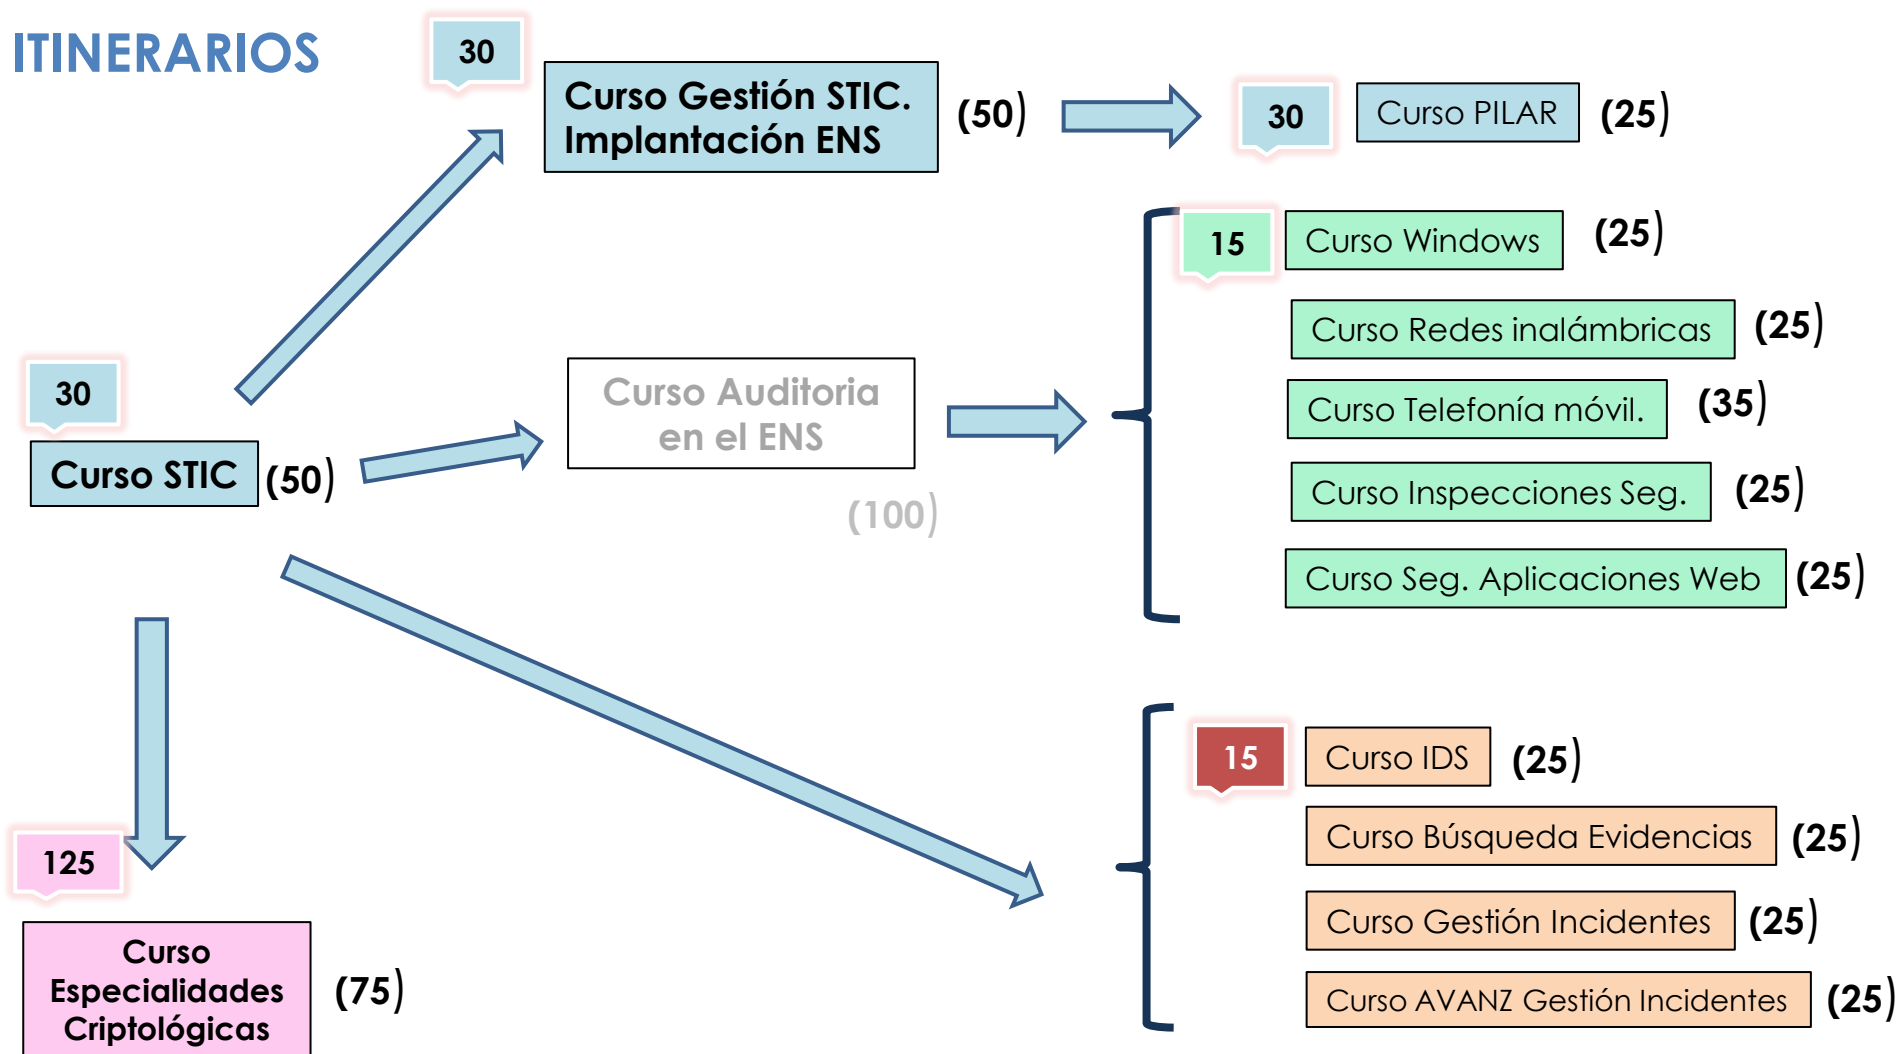 ITINERARIOS
30
Curso Gestión STIC.
Implantación ENS
(50)
30
Curso PILAR
(25)
15
Curso Windows
(25)
Curso Redes inalámbricas
(25)
30
Curso STIC
(50)
Curso Auditoria
en el ENS
(100)
Curso Telefonía móvil.
(35)
Curso Inspecciones Seg.
(25)
Curso Seg. Aplicaciones Web
(25)
15
Curso IDS
(25)
Curso Búsqueda Evidencias
(25)
Curso Gestión Incidentes
(25)
Curso AVANZ Gestión Incidentes
(25)
125
Curso
Especialidades
Criptológicas
(75)